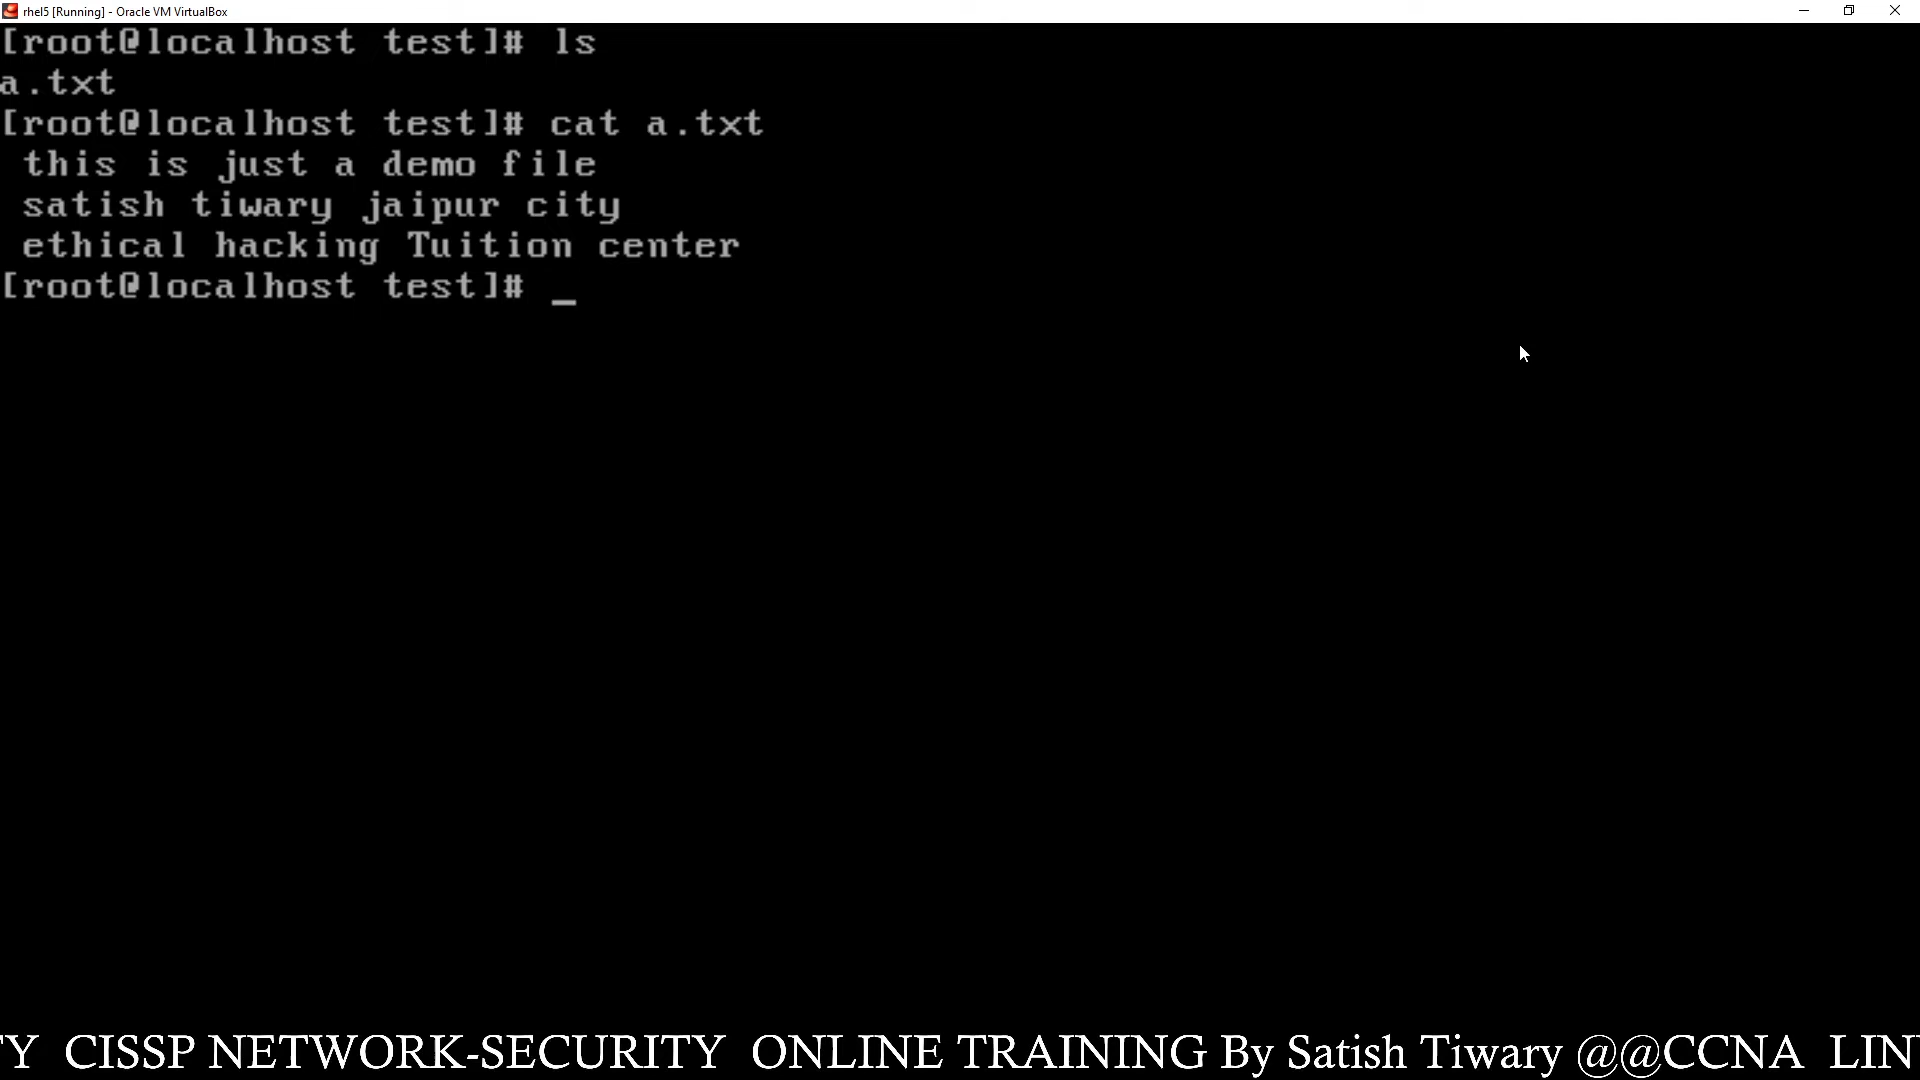 rhel5 [Running] - Oracle VM VirtualBox
[root@localhost test]# ls
a.txt
[root@localhost test]# cat a.txt
this is just a demo file
satish tiwary jaipur city
ethical hacking Tuition center
[root@localhost test]# _
TY CISSP NETWORK-SECURITY ONLINE TRAINING By Satish Tiwary @@CCNA LIN